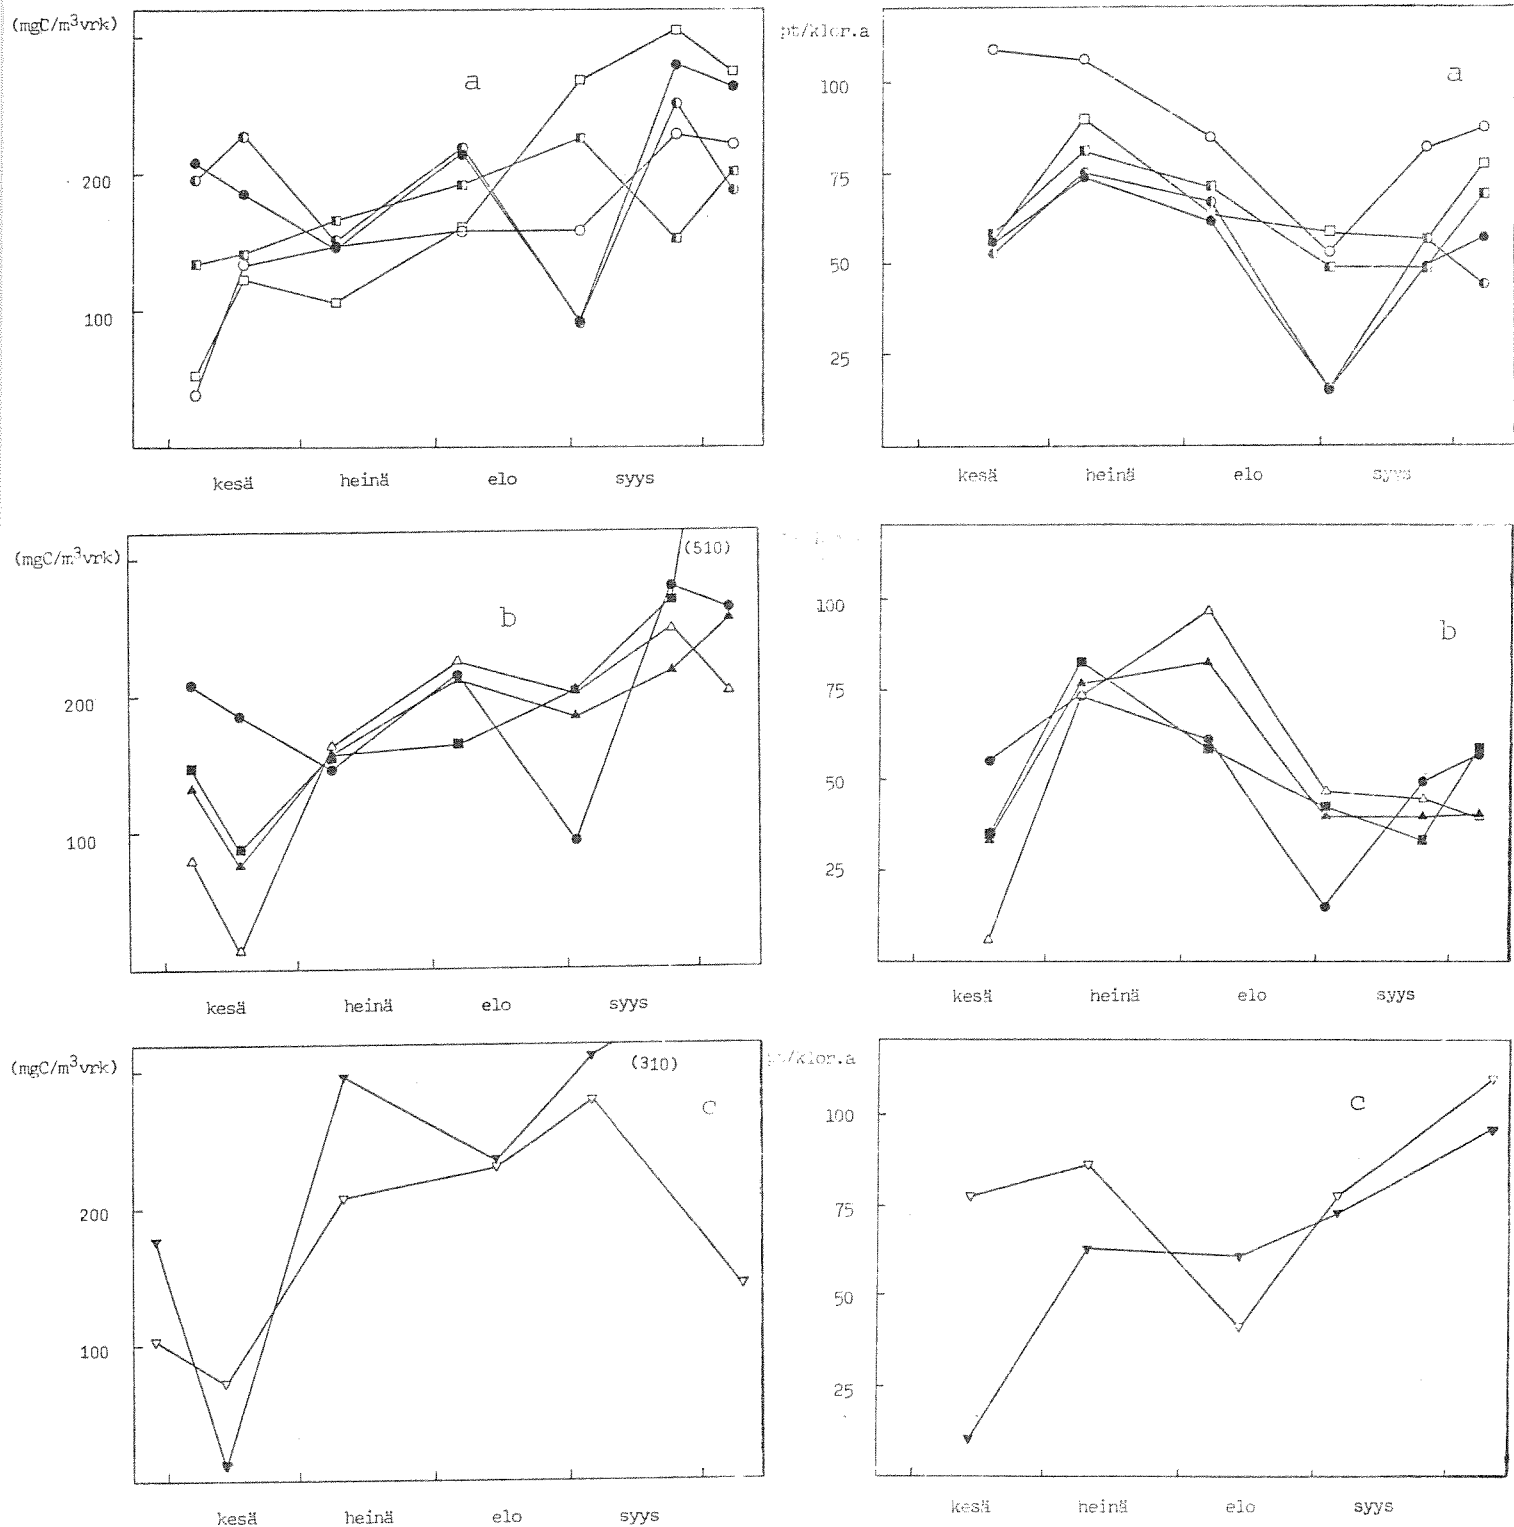 (mgC/m³vrk)
a
200
100
kesä heinä elo syys
pt/klor.a
a
100
75
50
25
kesä heinä elo syys
(mgC/m³vrk)
(510)
b
200
100
kesä heinä elo syys
100
b
75
50
25
kesä heinä elo syys
(mgC/m³vrk)
(310)
c
200
100
kesä heinä elo syys
pt/klor.a
c
100
75
50
25
kesä heinä elo syys